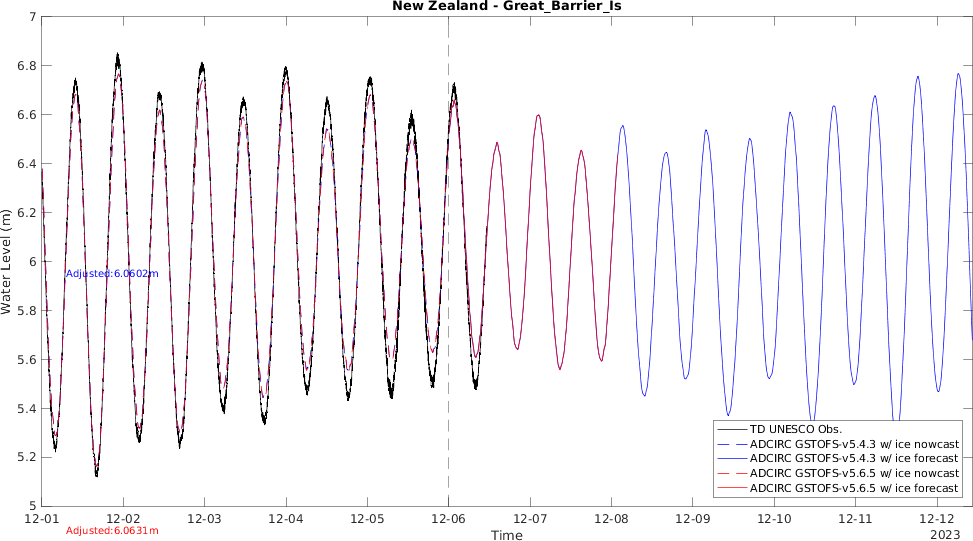 New Zealand - Great_Barrier_Is
7
6.8
6.6
6.4
6.2
6
5.8
5.6
5.4
5.2
5
Water Level (m)
Adjusted:6.0602m
TD UNESCO Obs.
ADCIRC GSTOFS-v5.4.3 w/ ice nowcast
ADCIRC GSTOFS-v5.4.3 w/ ice forecast
ADCIRC GSTOFS-v5.6.5 w/ ice nowcast
ADCIRC GSTOFS-v5.6.5 w/ ice forecast
12-01 12-02 12-03 12-04 12-05 12-06 12-07 12-08 12-09 12-10 12-11 12-12
Adjusted:6.0631m
Time
2023